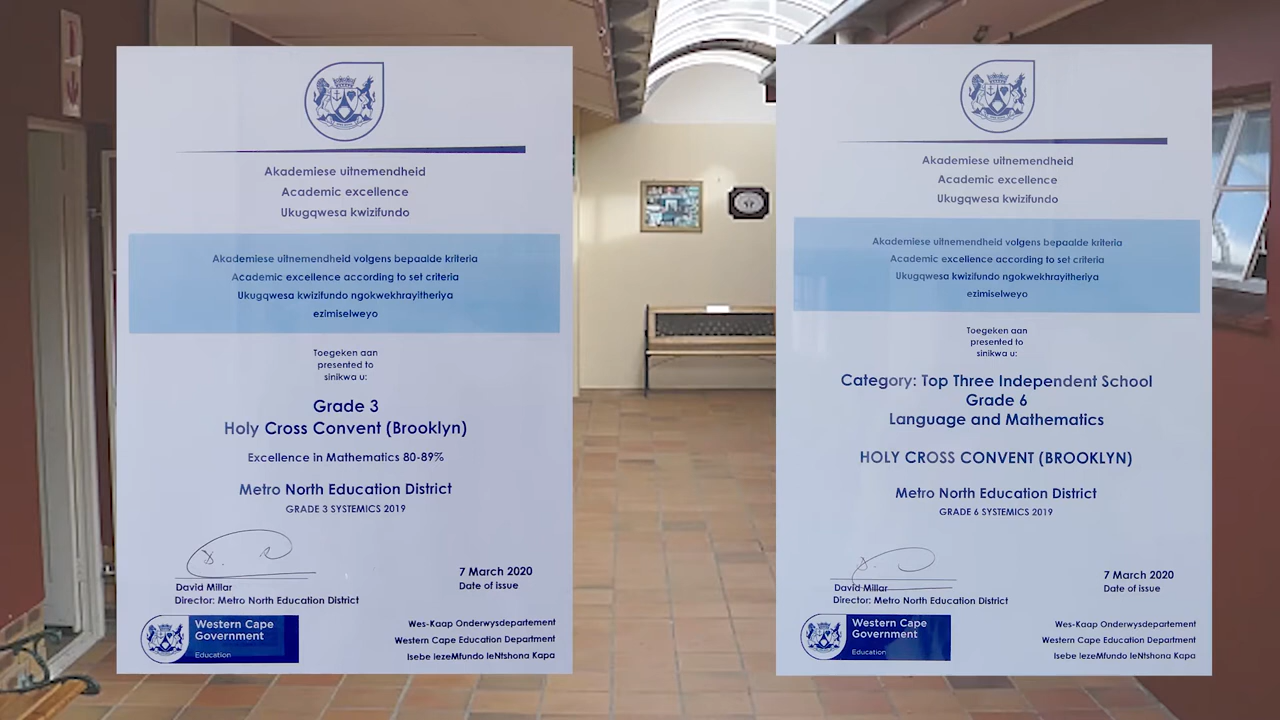 Akademiese uitnemendheid
Academic excellence
Ukugqwesa kwizifundo
Akademiese uitnemendheid volgens bepaalde kriteria
Academic excellence according to set criteria
Ukugqwesa kwizifundo ngokwekhrayitheriya
ezimiselweyo
Toegeken aan
presented to
sinikwa u:
Grade 3
Holy Cross Convent (Brooklyn)
Excellence in Mathematics 80-89%
Metro North Education District
GRADE 3 SYSTEMICS 2019
7 March 2020
Date of issue
David Millar
Director: Metro North Education District
Western Cape
Government
Education
Wes-Kaap Onderwysdepartement
Western Cape Education Department
Isebe lezeMfundo leNtshona Kapa
Akademiese uitnemendheid
Academic excellence
Ukugqwesa kwizifundo
Akademiese uitnemendheid volgens bepaalde kriteria
Academic excellence according to set criteria
Ukugqwesa kwizifundo ngokwekhrayitheriya
ezimiselweyo
Toegeken aan
presented to
sinikwa u:
Category: Top Three Independent School
Grade 6
Language and Mathematics
HOLY CROSS CONVENT (BROOKLYN)
Metro North Education District
GRADE 6 SYSTEMICS 2019
7 March 2020
Date of issue
David Millar
Director: Metro North Education District
Western Cape
Government
Education
Wes-Kaap Onderwysdepartement
Western Cape Education Department
Isebe lezeMfundo leNtshona Kapa